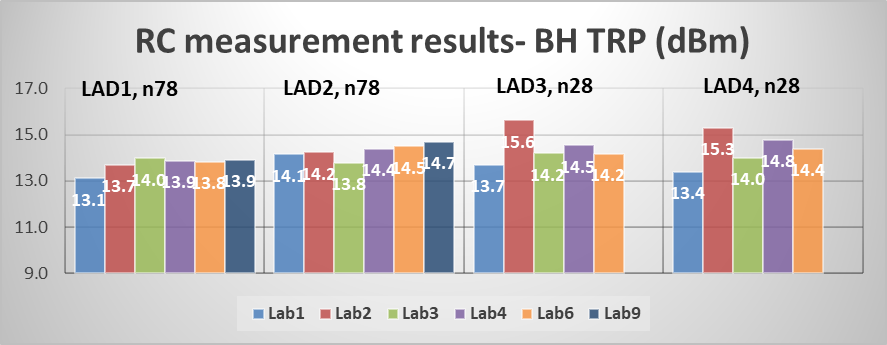 RC measurement results- BH TRP (dBm)
LAD1, n78
LAD2, n78
LAD3, n28
LAD4, n28
17.0
15.0
13.0
11.0
9.0
13.1 13.7 14.0 13.9 13.8 13.9
14.1 14.2 13.8 14.4 14.5 14.7
13.7 15.6 14.2 14.5 14.2
13.4 15.3 14.0 14.8 14.4
Lab1 Lab2 Lab3 Lab4 Lab6 Lab9